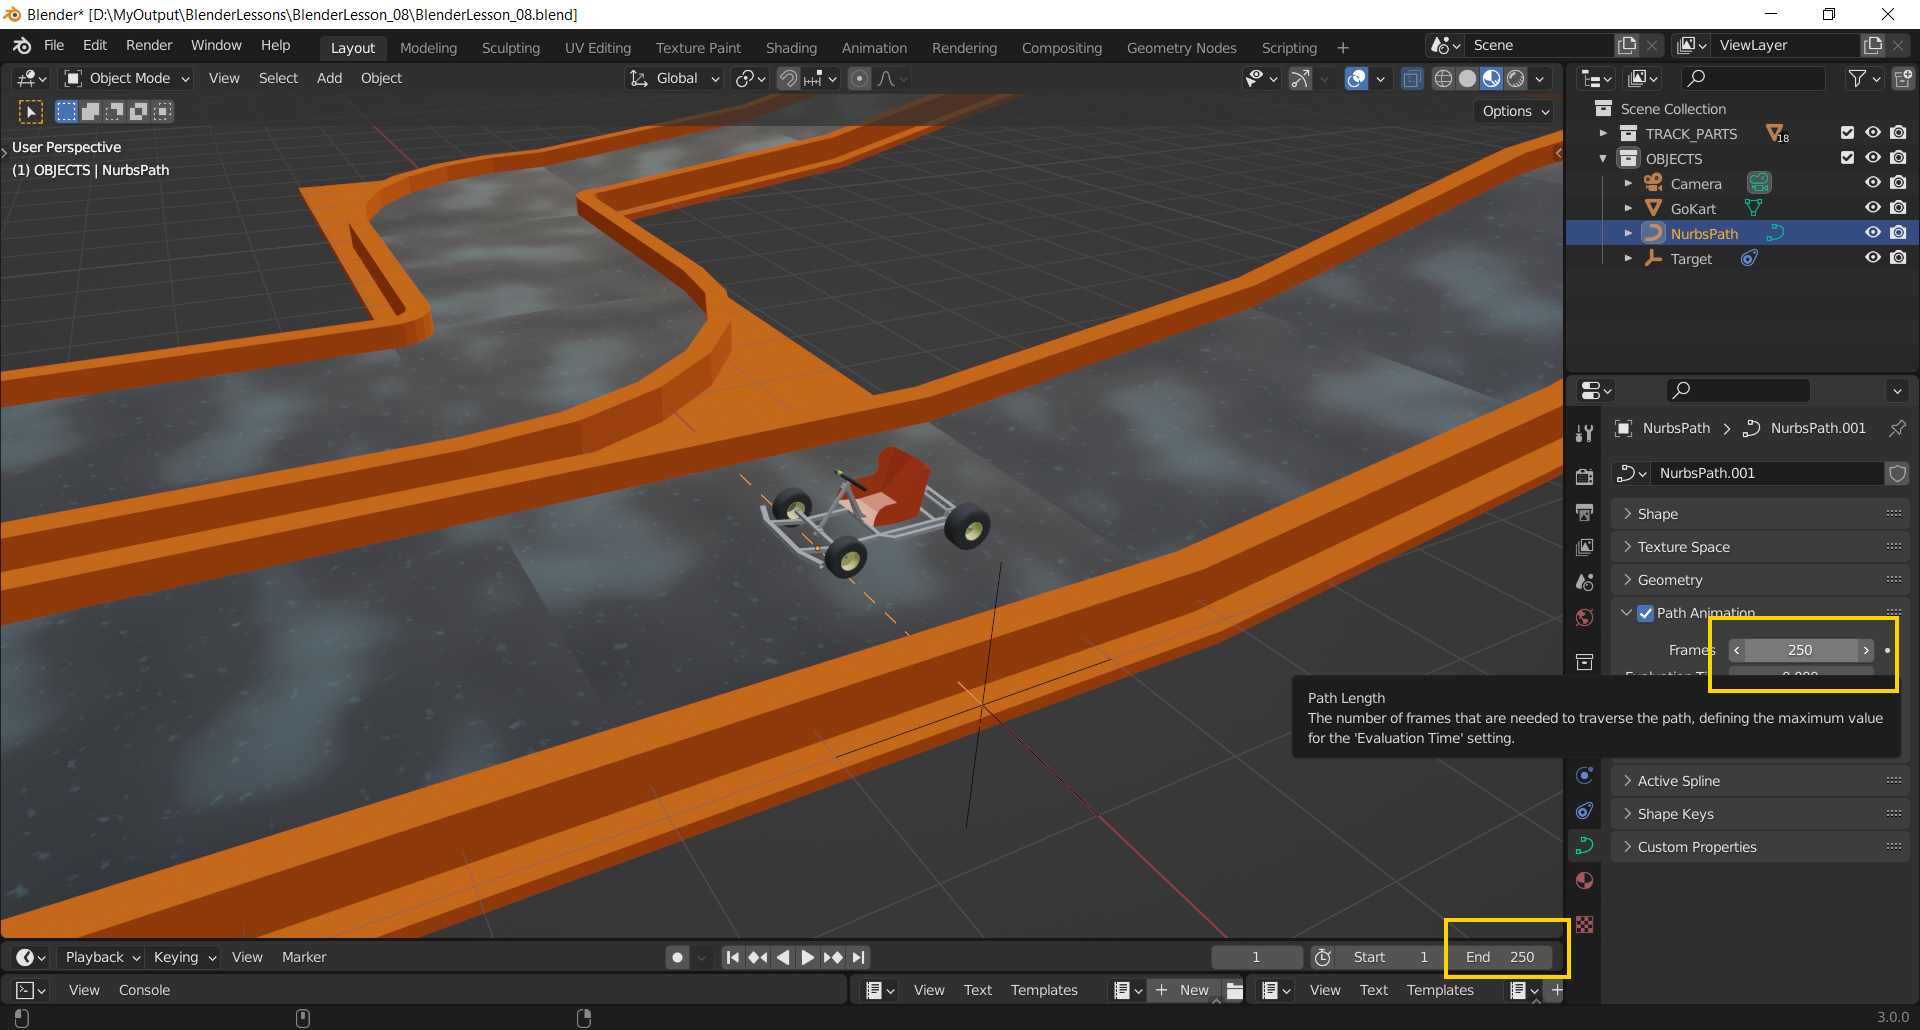 Blender* [D:\MyOutput\BlenderLessons\BlenderLesson_08\BlenderLesson_08.blend]
File Edit Render Window Help Layout Modeling Sculpting UV Editing Texture Paint Shading Animation Rendering Compositing Geometry Nodes Scripting + Scene ViewLayer
Object Mode View Select Add Object Global
Options
User Perspective
(1) OBJECTS | NurbsPath
Scene Collection
TRACK_PARTS 18
OBJECTS
Camera
GoKart
NurbsPath
Target
NurbsPath > NurbsPath.001
NurbsPath.001
Shape
Texture Space
Geometry
Path Animation
Frames 250
Path Length
The number of frames that are needed to traverse the path, defining the maximum value
for the 'Evaluation Time' setting.
Active Spline
Shape Keys
Custom Properties
Playback Keying View Marker 1 Start 1 End 250
View Console View Text Templates + New View Text Templates +
3.0.0